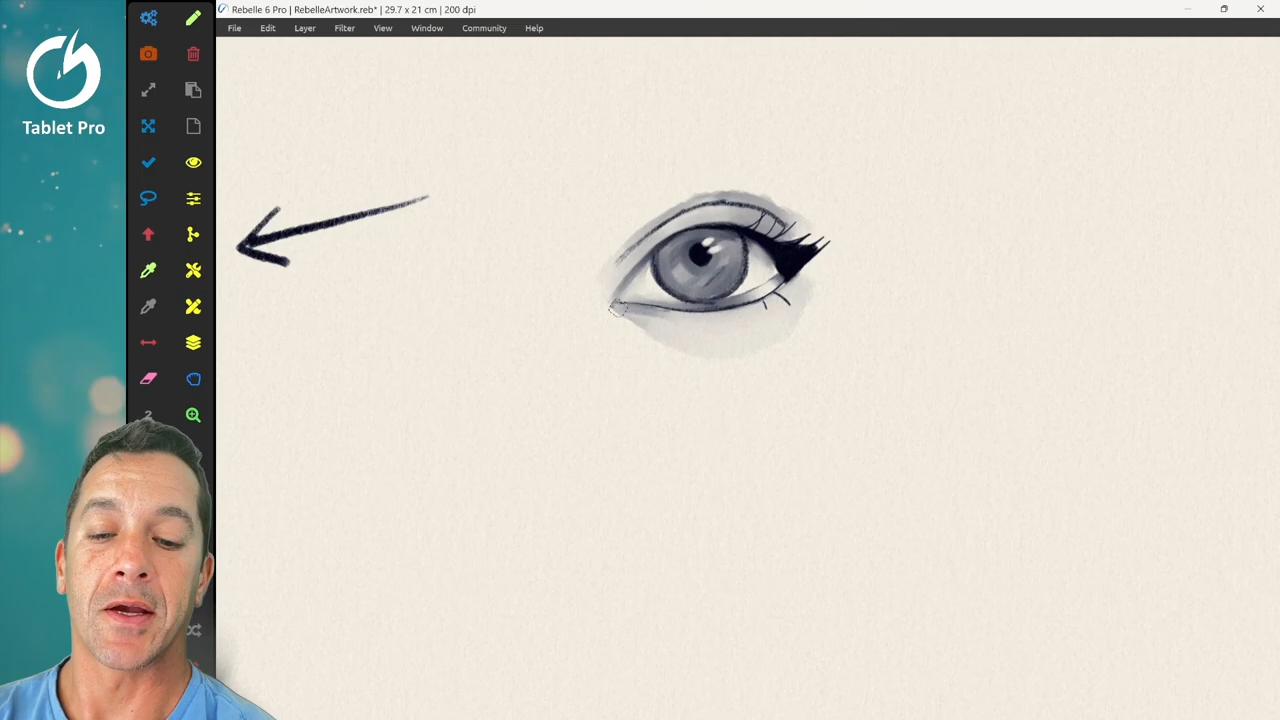 Rebelle 6 Pro | RebelleArtwork.reb* | 29.7 x 21 cm | 200 dpi
File Edit Layer Filter View Window Community Help
Tablet Pro
2